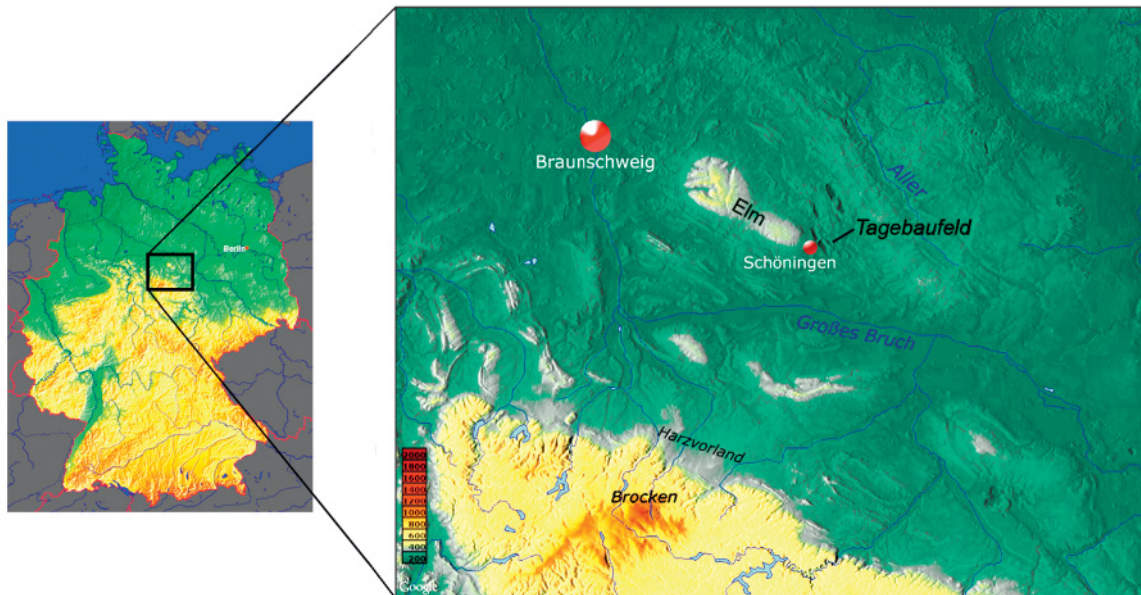 Berlin
Braunschweig
Aller
Elm
Tagebaufeld
Schöningen
Großes Bruch
Harzvorland
Brocken
2000
1800
1600
1400
1200
1000
800
600
400
200
Google